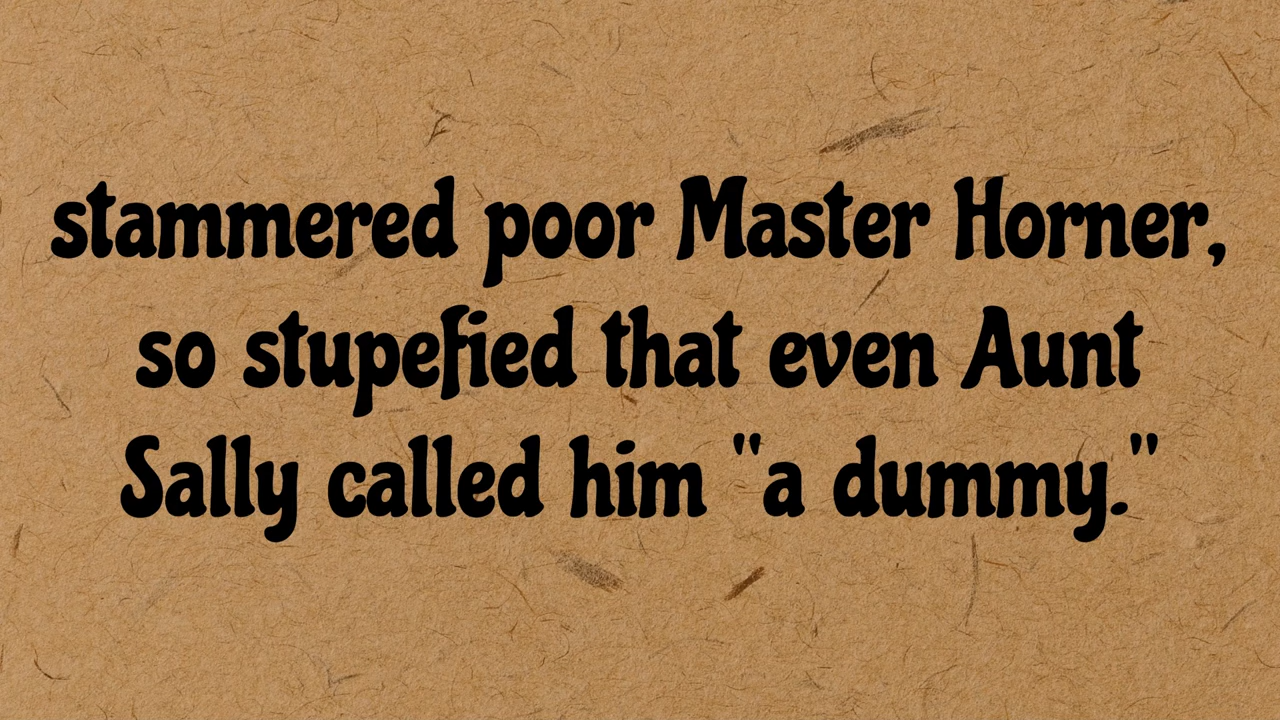 stammered poor Master Horner,
so stupefied that even Aunt
Sally called him "a dummy."